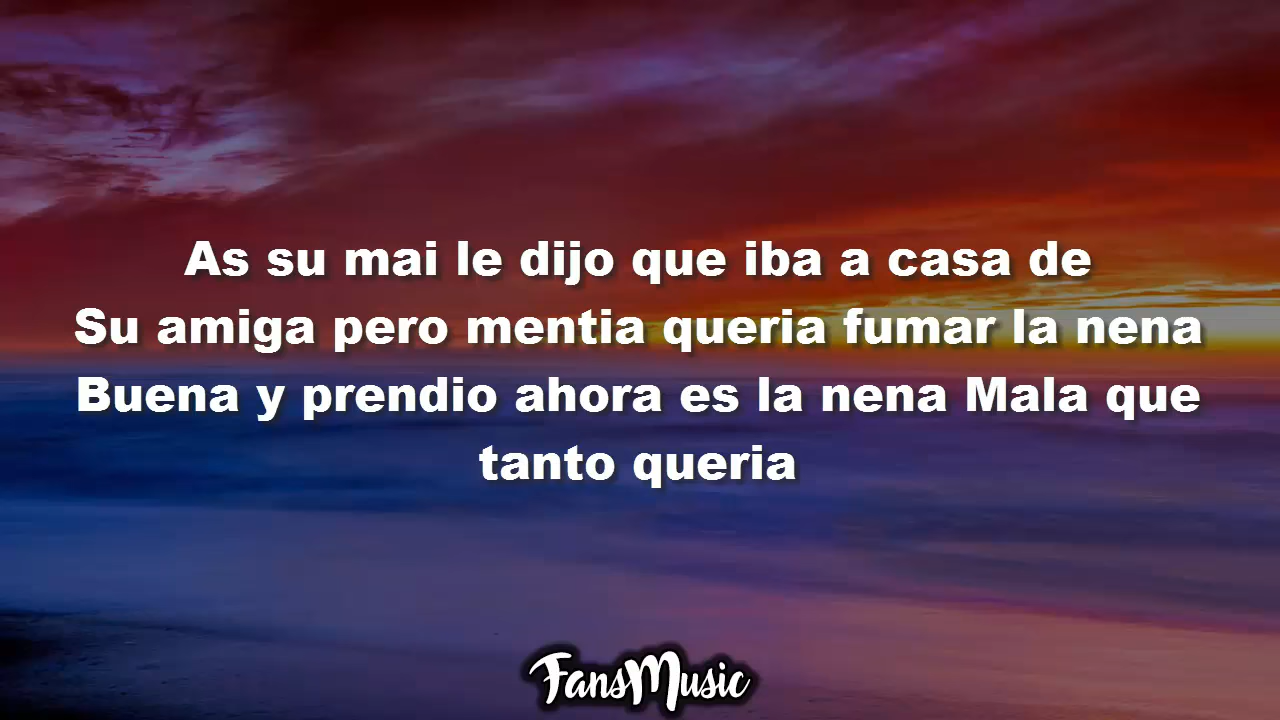 As su mai le dijo que iba a casa de
Su amiga pero mentia queria fumar la nena
Buena y prendio ahora es la nena Mala que
tanto queria
FansMusic